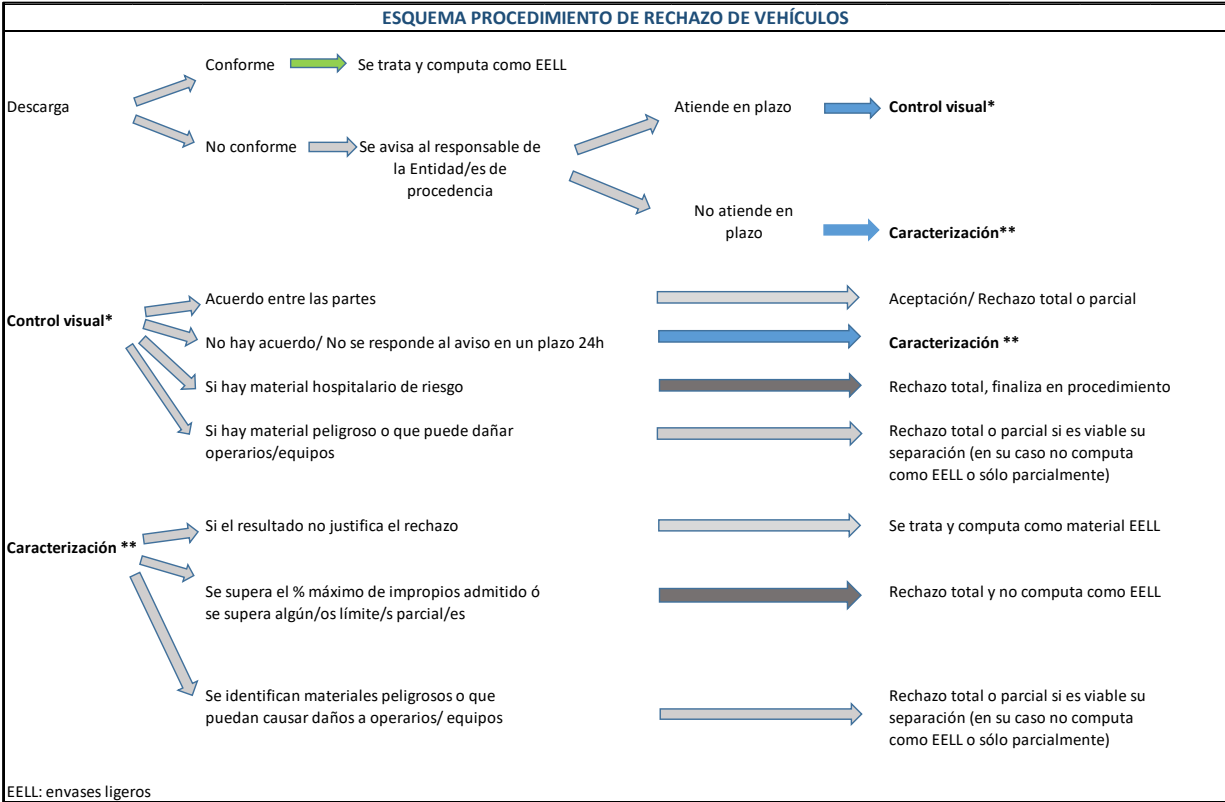 ESQUEMA PROCEDIMIENTO DE RECHAZO DE VEHÍCULOS
Conforme
Se trata y computa como EELL
Descarga
Atiende en plazo
Control visual*
No conforme
Se avisa al responsable de
la Entidad/es de
procedencia
No atiende en
plazo
Caracterización**
Acuerdo entre las partes
Aceptación/ Rechazo total o parcial
Control visual*
No hay acuerdo/ No se responde al aviso en un plazo 24h
Caracterización **
Si hay material hospitalario de riesgo
Rechazo total, finaliza en procedimiento
Si hay material peligroso o que puede dañar
operarios/equipos
Rechazo total o parcial si es viable su
separación (en su caso no computa
como EELL o sólo parcialmente)
Si el resultado no justifica el rechazo
Se trata y computa como material EELL
Caracterización **
Se supera el % máximo de impropios admitido ó
se supera algún/os límite/s parcial/es
Rechazo total y no computa como EELL
Se identifican materiales peligrosos o que
puedan causar daños a operarios/ equipos
Rechazo total o parcial si es viable su
separación (en su caso no computa
como EELL o sólo parcialmente)
EELL: envases ligeros